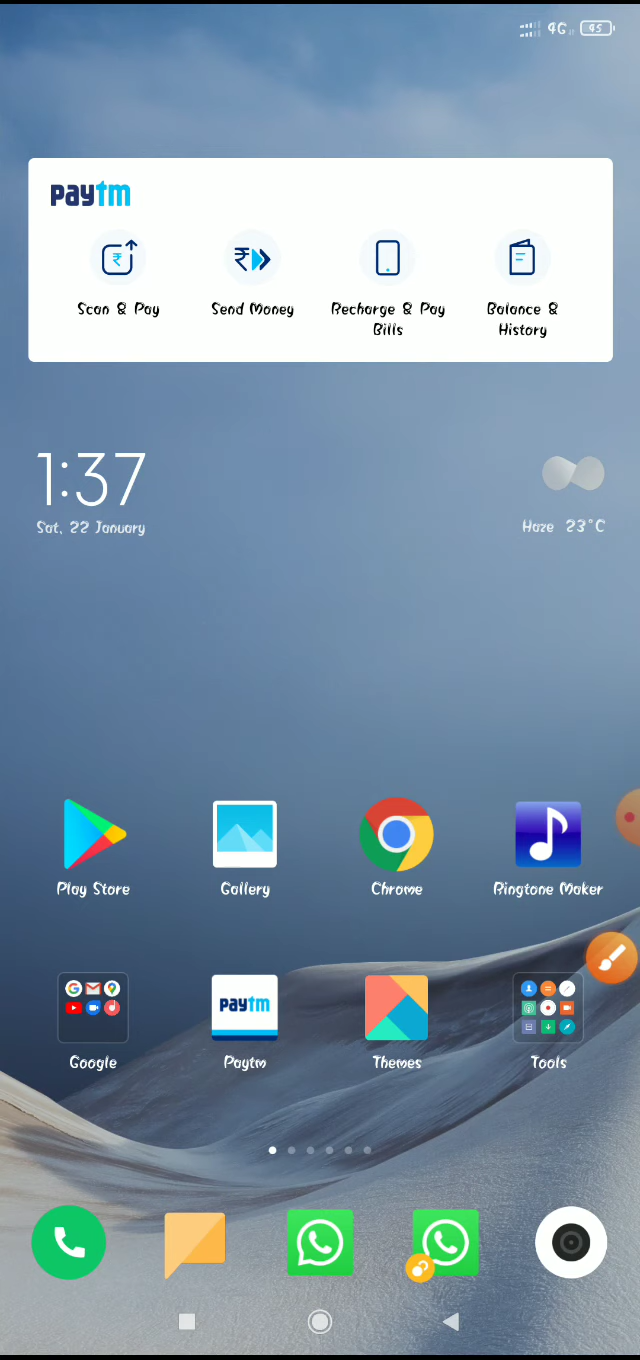 4G 95
paytm
Scan & Pay Send Money Recharge & Pay Bills Balance & History
1:37
Sat, 22 January
Haze 23°C
Play Store Gallery Chrome Ringtone Maker
paytm
Google Paytm Themes Tools